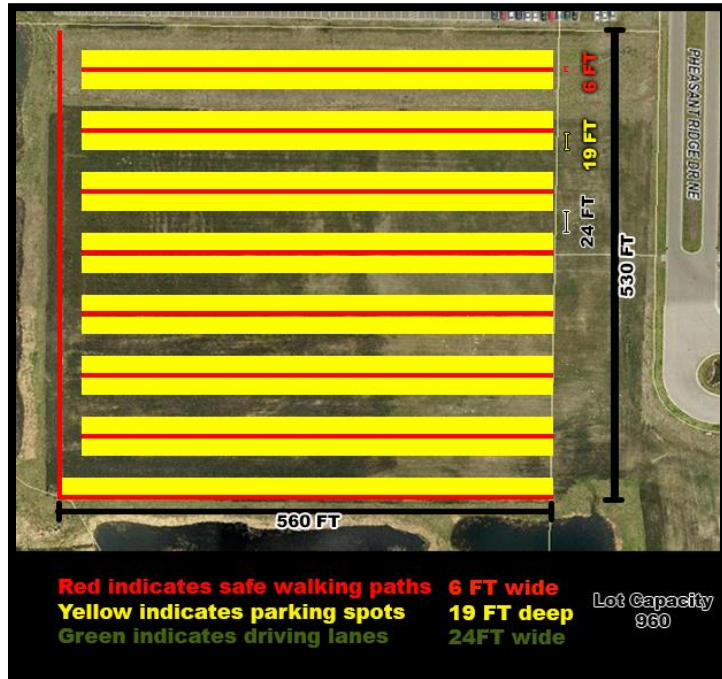 6 FT
PHEASANT RIDGE DRIVE
19 FT
24 FT
530 FT
560 FT
Red indicates safe walking paths 6 FT wide
Yellow indicates parking spots 19 FT deep
Green indicates driving lanes 24FT wide
Lot Capacity
960